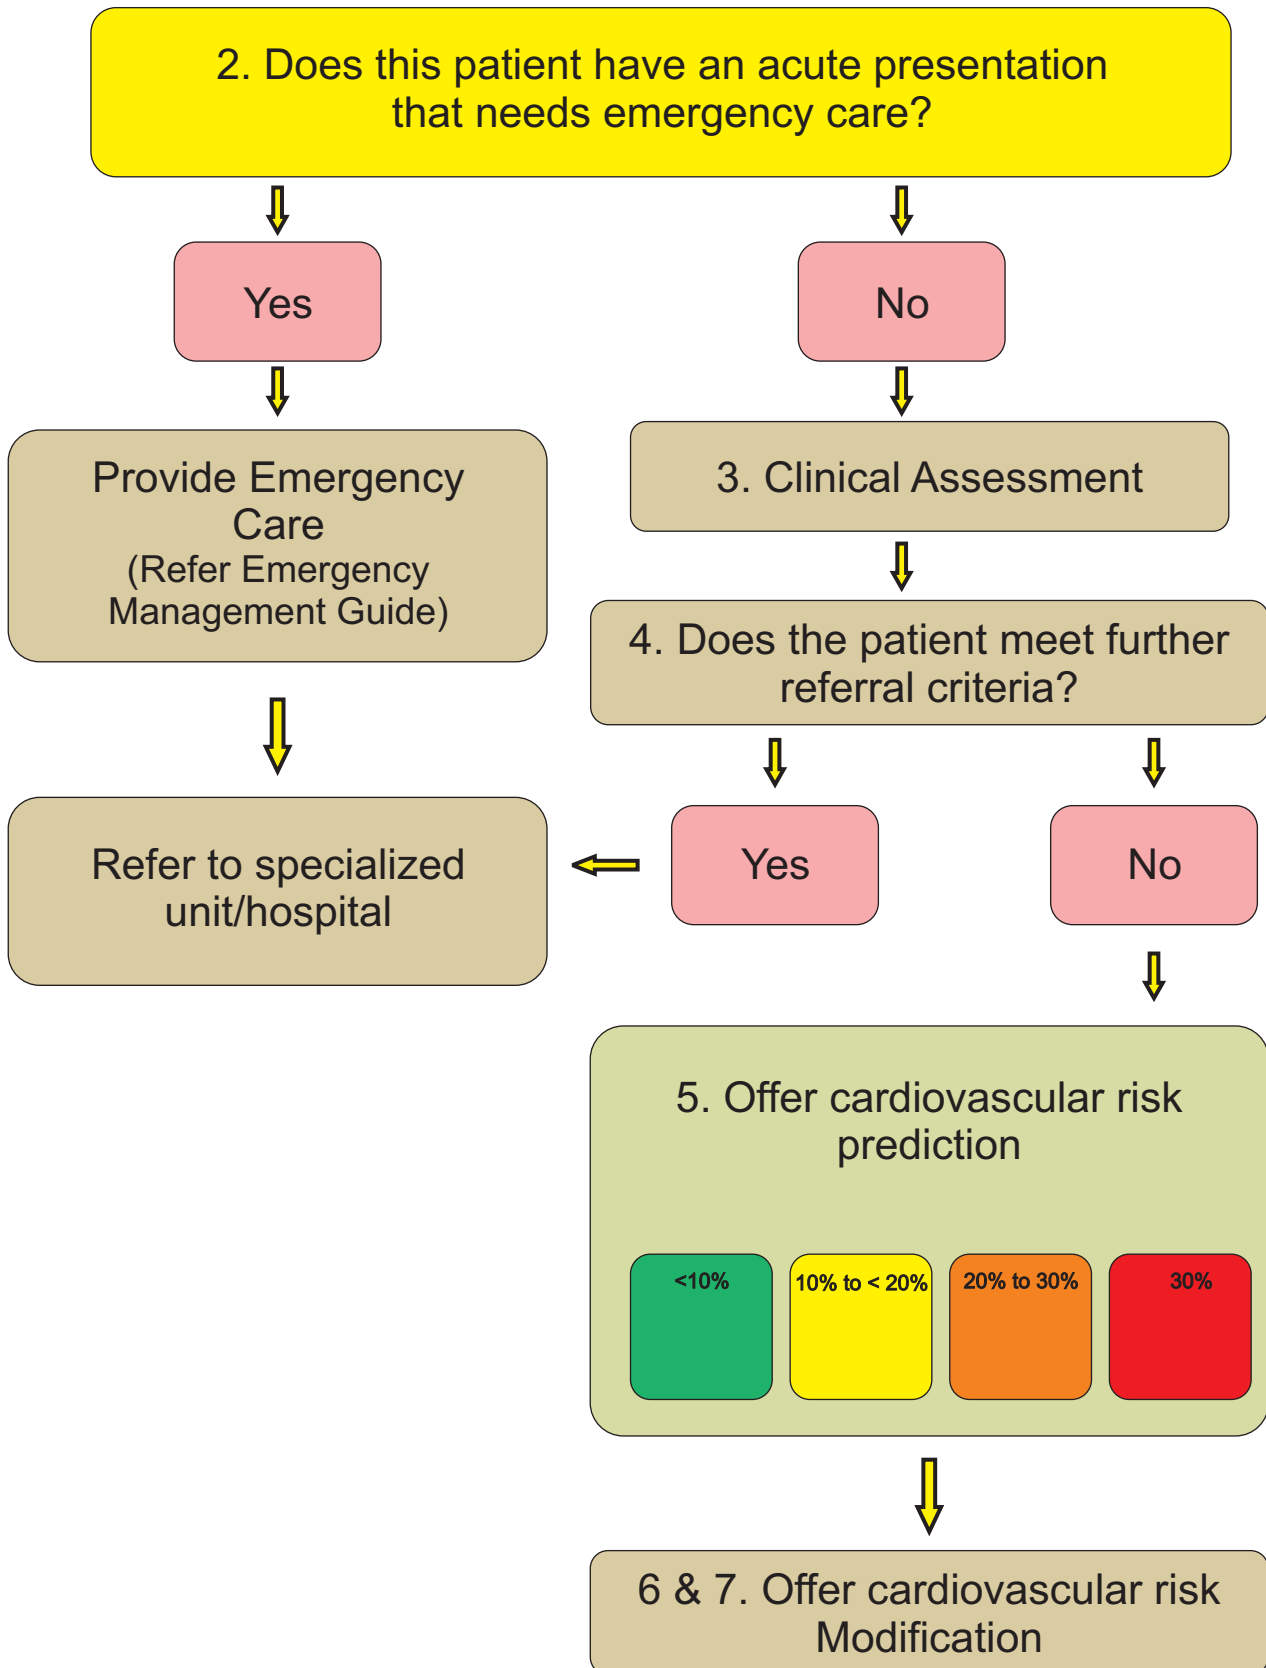 2. Does this patient have an acute presentation
that needs emergency care?
Yes
No
Provide Emergency
Care
(Refer Emergency
Management Guide)
3. Clinical Assessment
4. Does the patient meet further
referral criteria?
Refer to specialized
unit/hospital
Yes
No
5. Offer cardiovascular risk
prediction
<10%
10% to < 20%
20% to 30%
30%
6 & 7. Offer cardiovascular risk
Modification